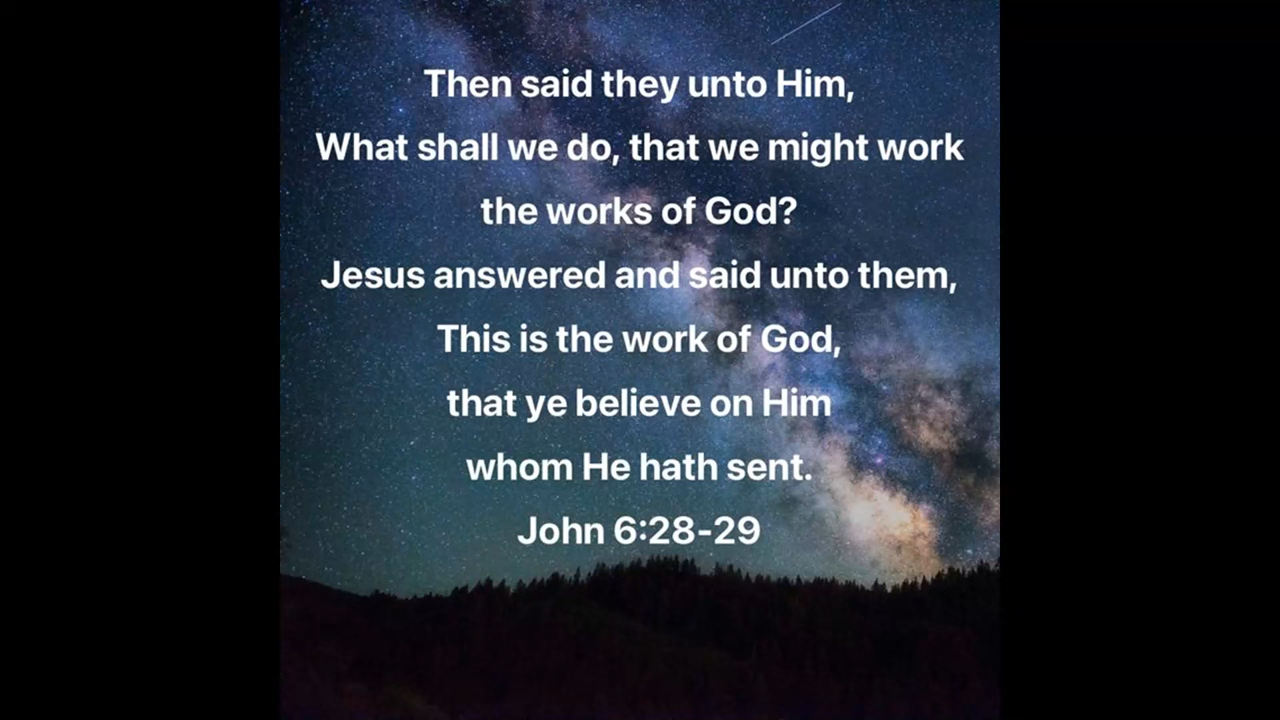 Then said they unto Him,
What shall we do, that we might work
the works of God?
Jesus answered and said unto them,
This is the work of God,
that ye believe on Him
whom He hath sent.
John 6:28-29